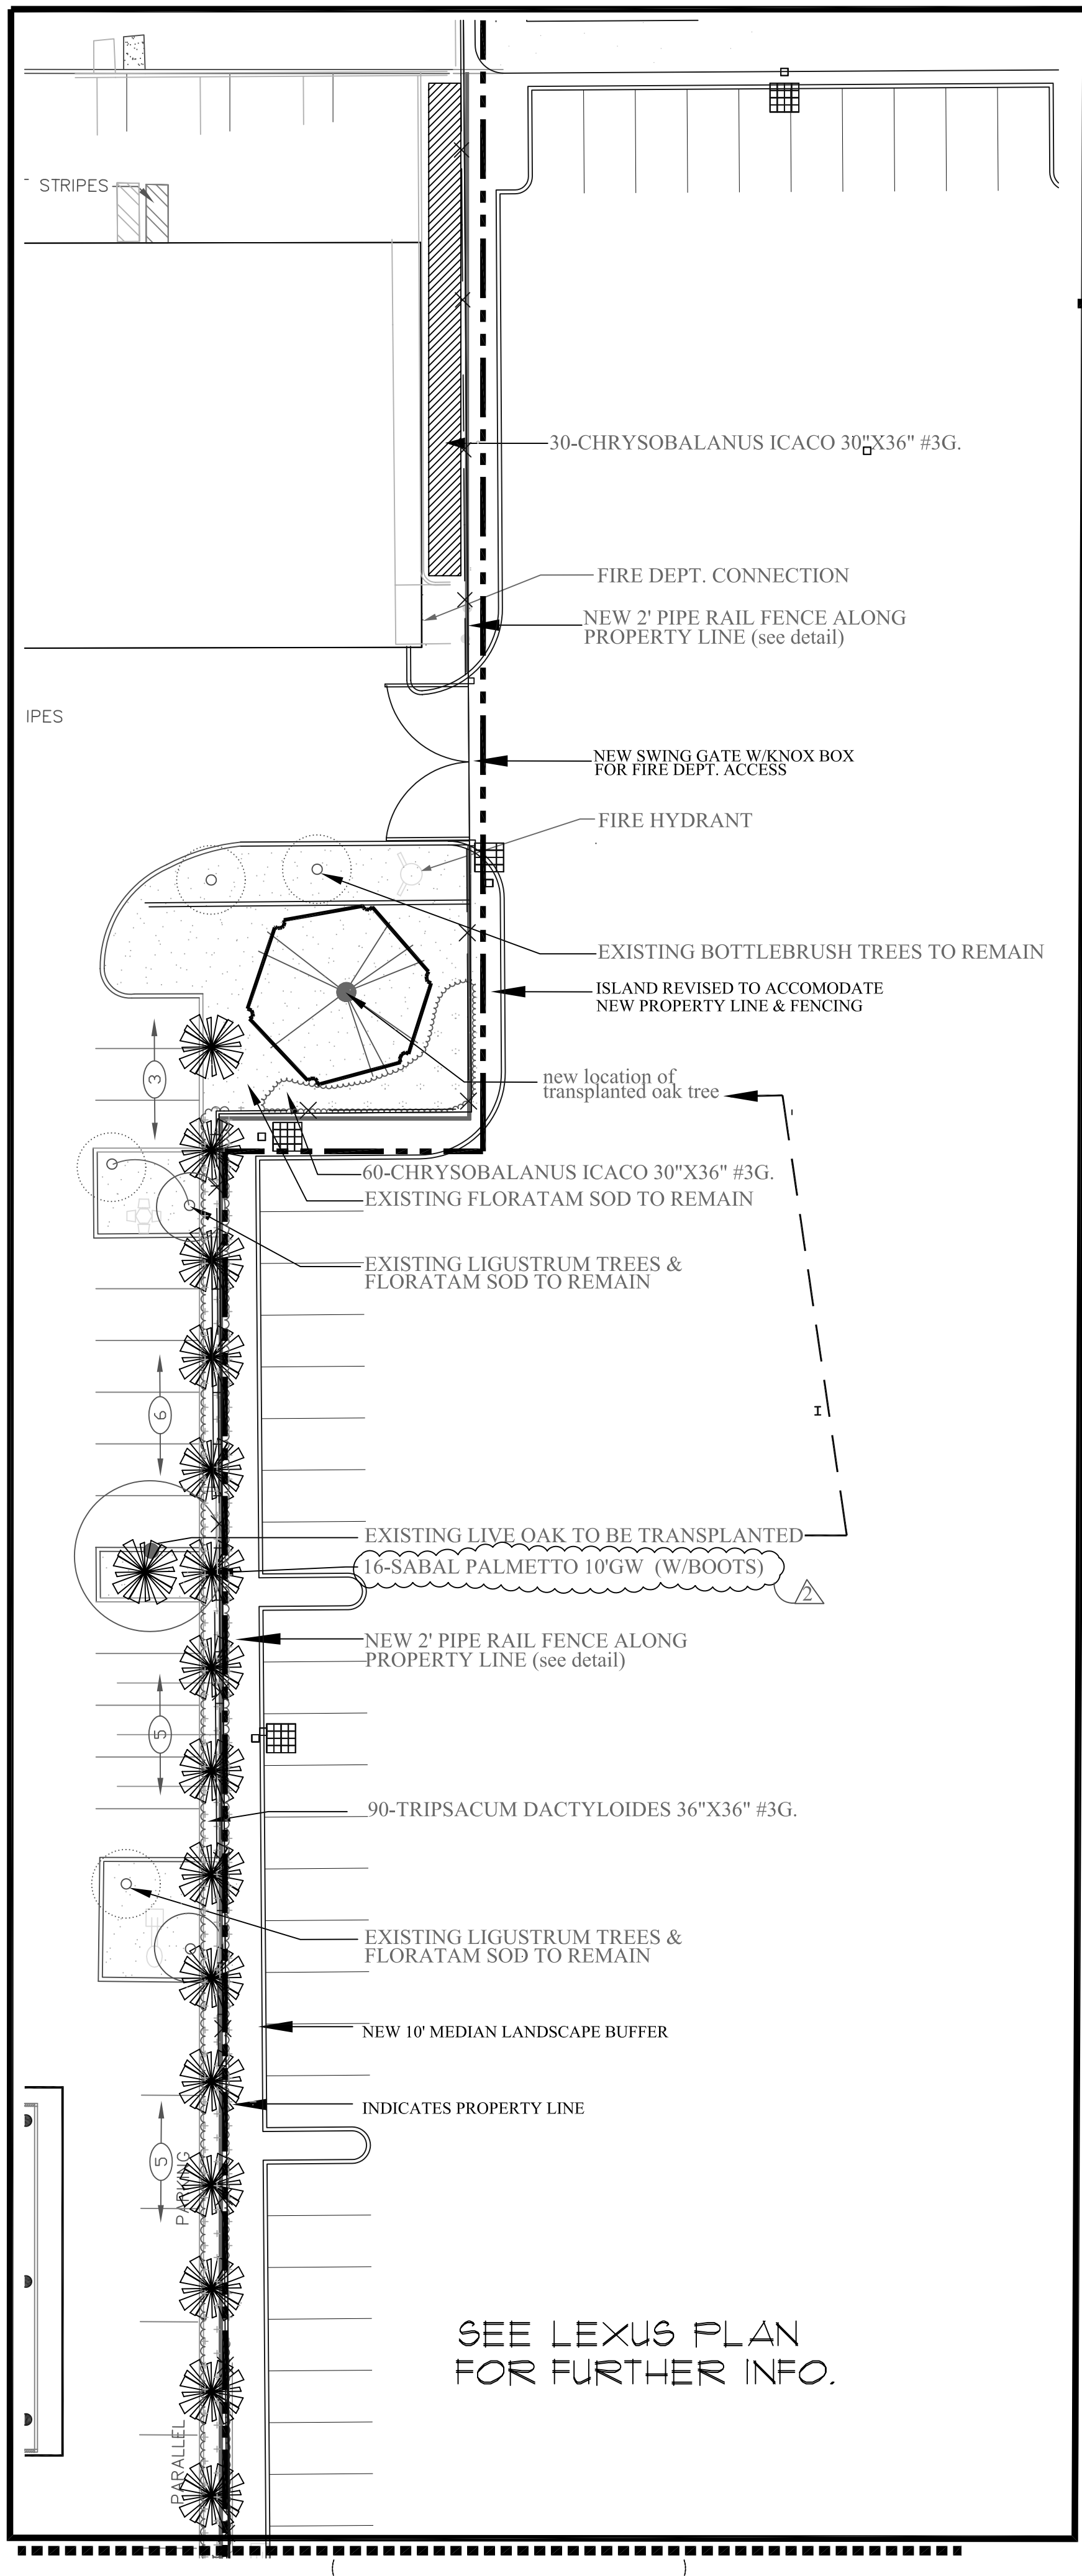 STRIPES
30-CHRYSOBALANUS ICACO 30"X36" #3G.
FIRE DEPT. CONNECTION
NEW 2' PIPE RAIL FENCE ALONG
PROPERTY LINE (see detail)
IPES
NEW SWING GATE W/KNOX BOX
FOR FIRE DEPT. ACCESS
FIRE HYDRANT
EXISTING BOTTLEBRUSH TREES TO REMAIN
ISLAND REVISED TO ACCOMODATE
NEW PROPERTY LINE & FENCING
3
new location of
transplanted oak tree
60-CHRYSOBALANUS ICACO 30"X36" #3G.
EXISTING FLORATAM SOD TO REMAIN
EXISTING LIGUSTRUM TREES &
FLORATAM SOD TO REMAIN
6
EXISTING LIVE OAK TO BE TRANSPLANTED
16-SABAL PALMETTO 10'GW (W/BOOTS)
2
NEW 2' PIPE RAIL FENCE ALONG
PROPERTY LINE (see detail)
5
90-TRIPSACUM DACTYLOIDES 36"X36" #3G.
EXISTING LIGUSTRUM TREES &
FLORATAM SOD TO REMAIN
NEW 10' MEDIAN LANDSCAPE BUFFER
INDICATES PROPERTY LINE
5
PARKING
PARALLEL
SEE LEXUS PLAN
FOR FURTHER INFO.